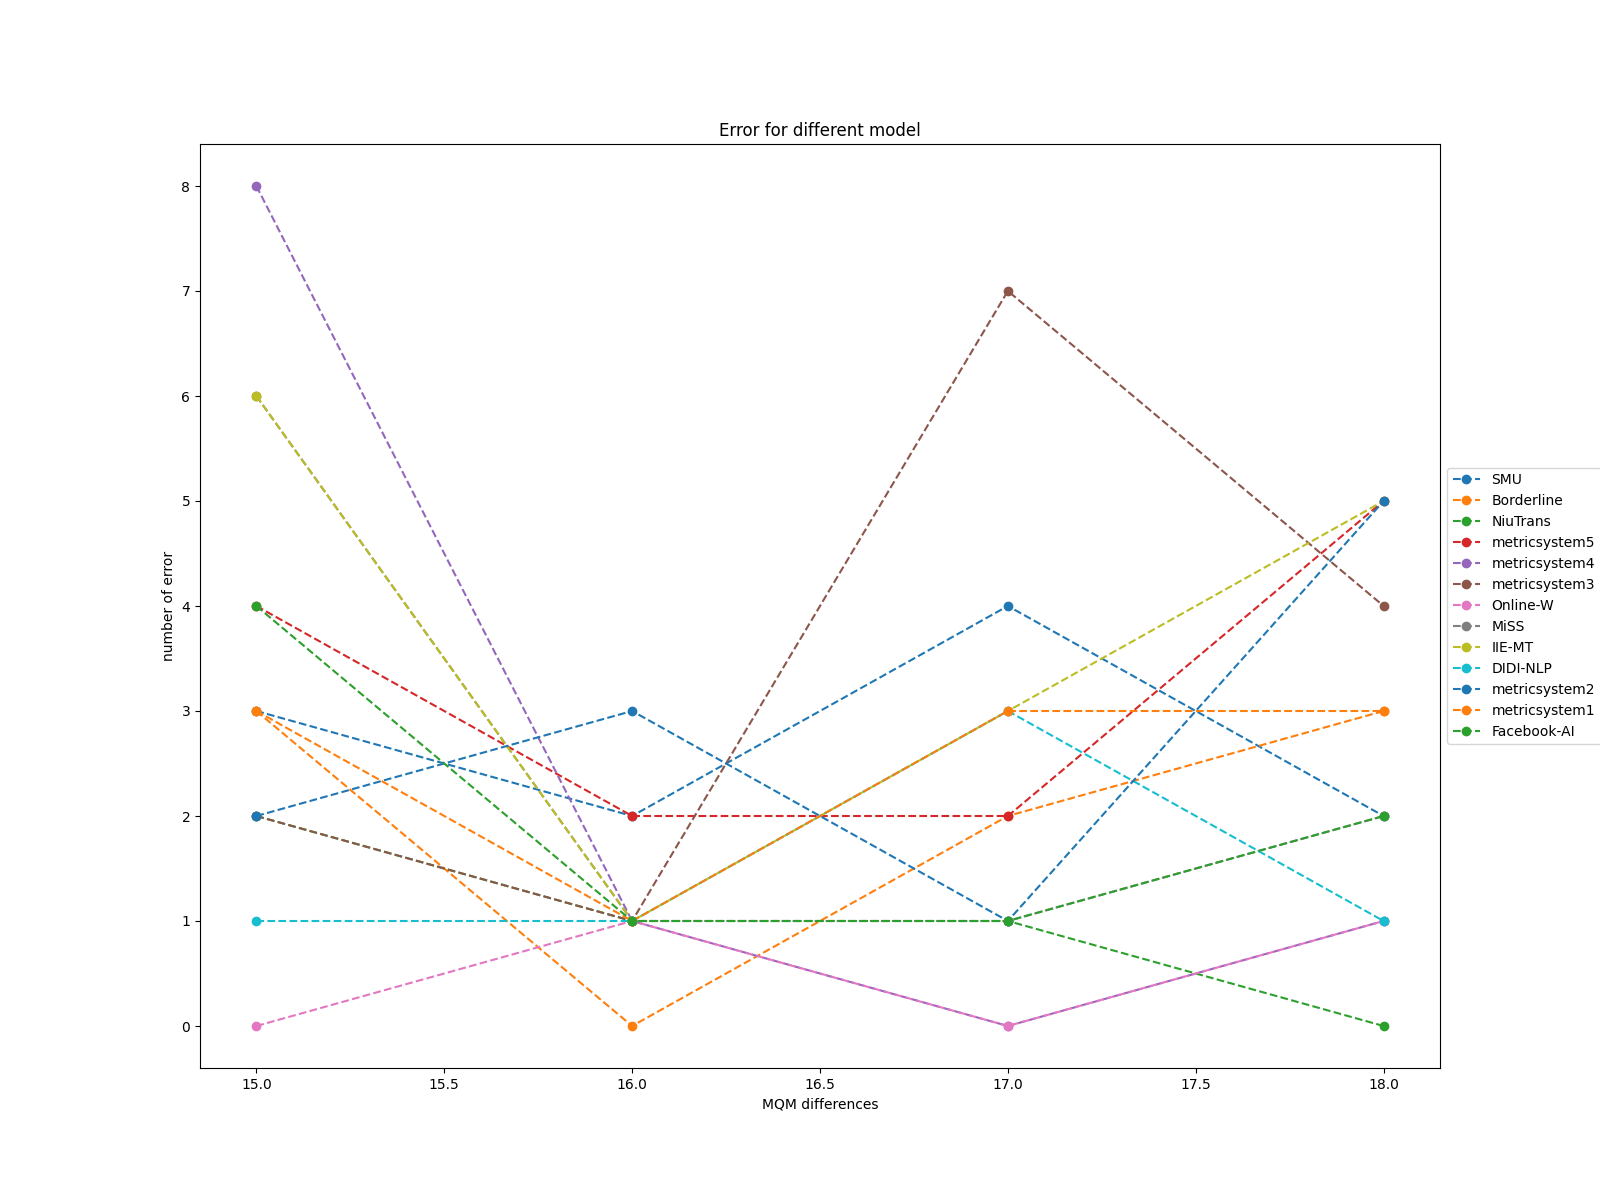 Error for different model
8
7
6
5
4
3
2
1
0
number of error
15.0 15.5 16.0 16.5 17.0 17.5 18.0
MQM differences
SMU
Borderline
NiuTrans
metricsystem5
metricsystem4
metricsystem3
Online-W
MiSS
IIE-MT
DIDI-NLP
metricsystem2
metricsystem1
Facebook-AI